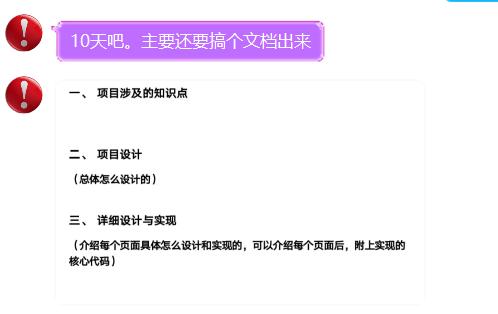 10天吧。主要还要搞个文档出来
一、 项目涉及的知识点
二、 项目设计
（总体怎么设计的）
三、 详细设计与实现
（介绍每个页面具体怎么设计和实现的，可以介绍每个页面后，附上实现的
核心代码）